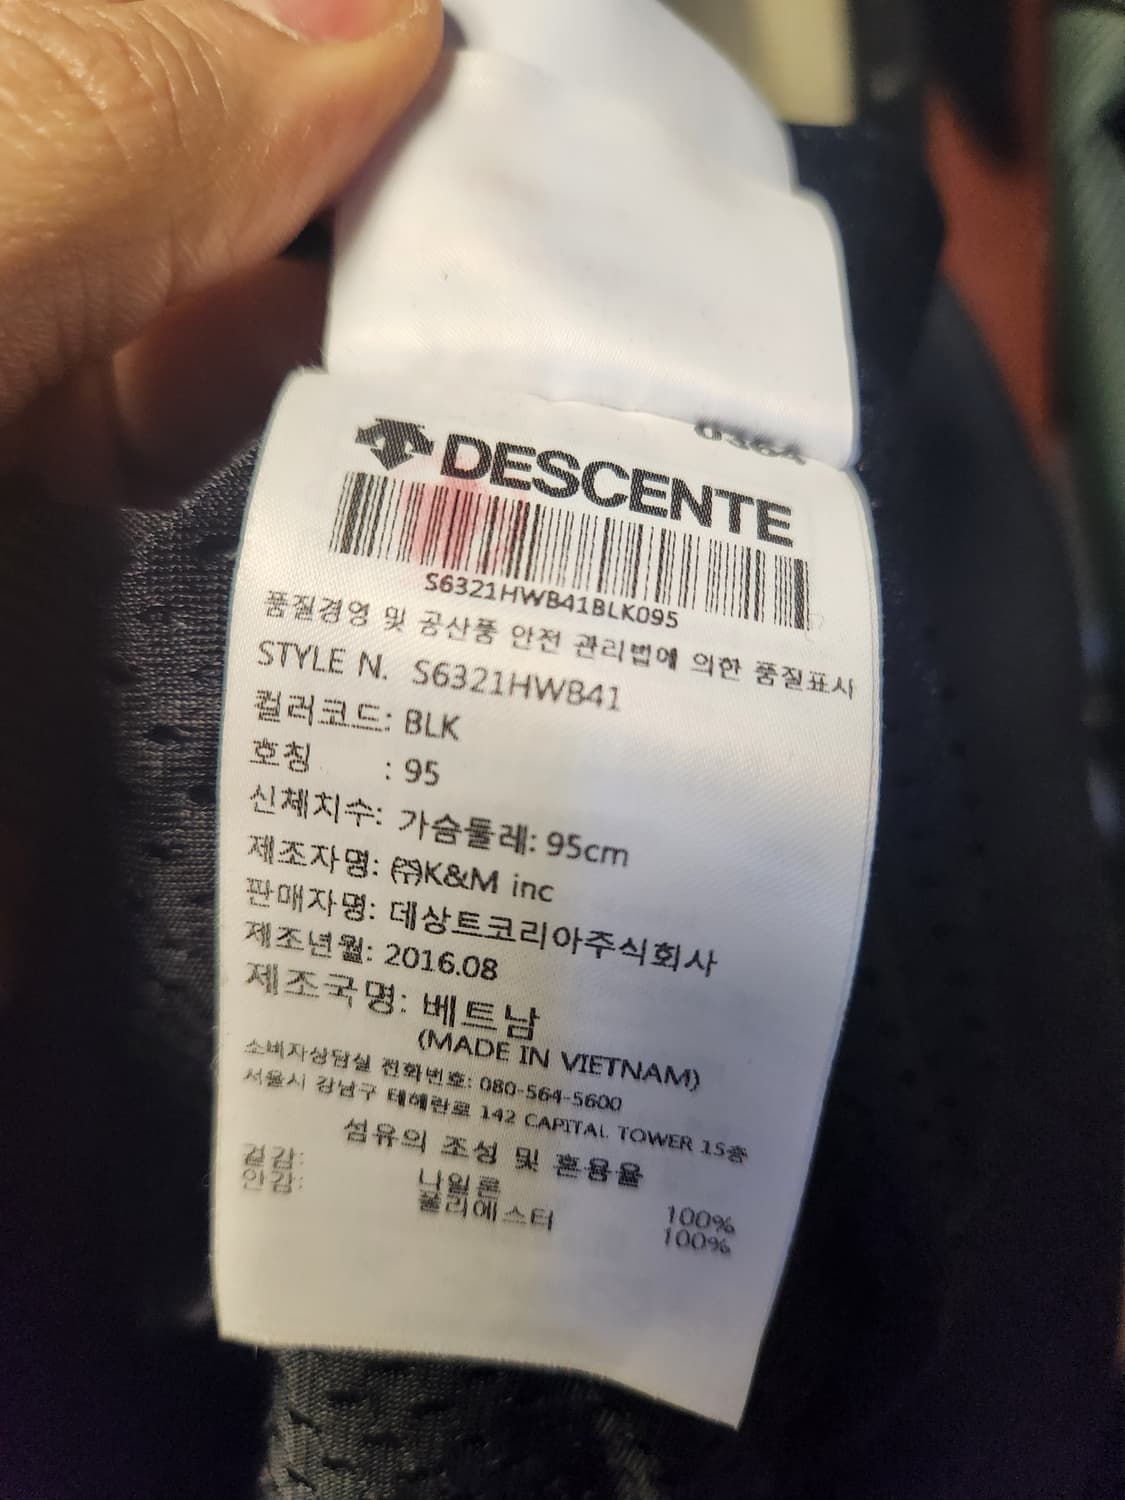 036A
DESCENTE
S6321HWB41BLK095
품질경영 및 공산품 안전 관리법에 의한 품질표시
STYLE N. S6321HWB41
컬러코드: BLK
호칭 : 95
신체치수: 가슴둘레: 95cm
제조자명: ㈜K&M inc
판매자명: 데상트코리아주식회사
제조년월: 2016.08
제조국명: 베트남
(MADE IN VIETNAM)
소비자상담실 전화번호: 080-564-5600
서울시 강남구 테헤란로 142 CAPITAL TOWER 15층
섬유의 조성 및 혼용율
겉감: 나일론 100%
안감: 폴리에스터 100%